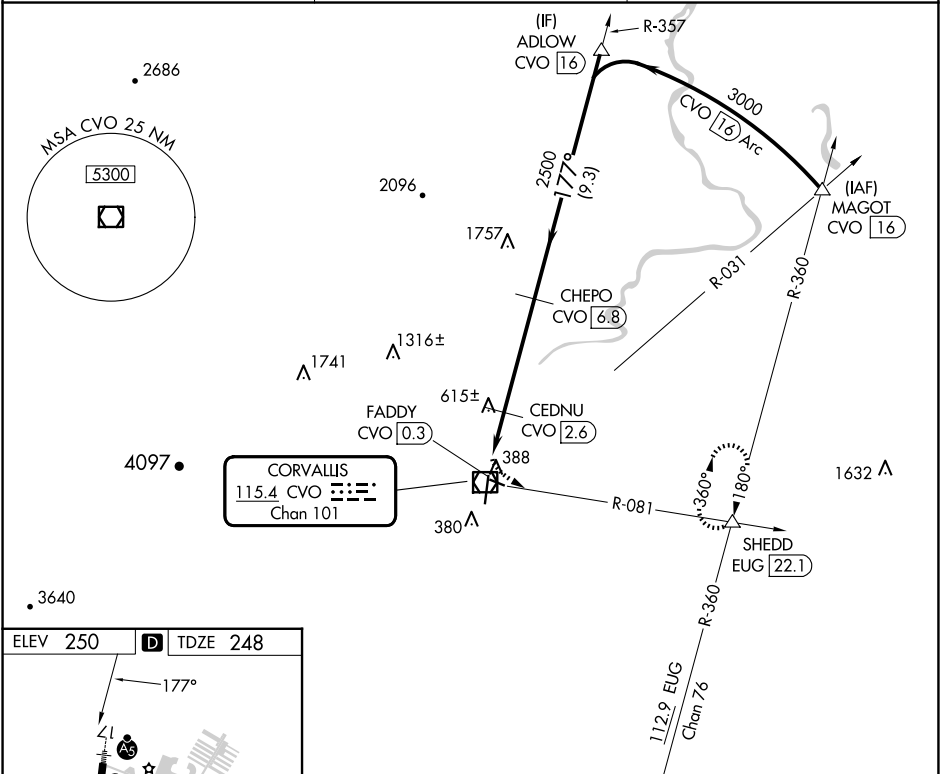 (IF)
ADLOW
CVO 16
R-357
2686
MSA CVO 25 NM
5300
3000
CVO 16 Arc
2500
177°
(9.3)
2096
(IAF)
MAGOT
CVO 16
1757
R-031
R-360
CHEPO
CVO 6.8
1316±
1741
615±
CEDNU
CVO 2.6
FADDY
CVO 0.3
388
4097
CORVALLIS
115.4 CVO
Chan 101
360°
180°
1632
R-081
380
SHEDD
EUG 22.1
3640
R-360
ELEV 250
D
TDZE 248
177°
112.9 EUG
Chan 76
17
A5